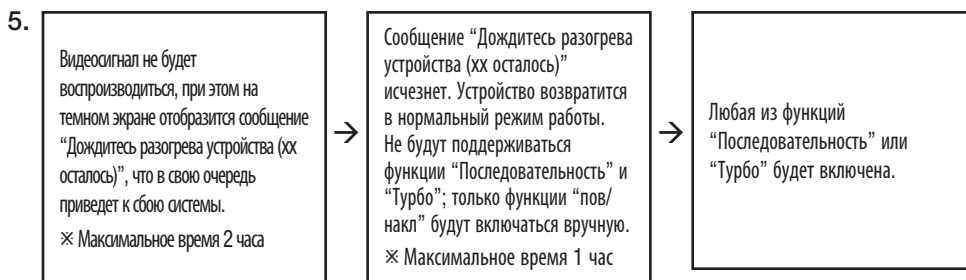 5.
Видеосигнал не будет
воспроизводиться, при этом на
темном экране отобразится сообщение
“Дождитесь разогрева устройства (xx
осталось)”, что в свою очередь
приведет к сбою системы.
※ Максимальное время 2 часа
→
Сообщение “Дождитесь разогрева
устройства (xx осталось)”
исчезнет. Устройство возвратится
в нормальный режим работы.
Не будут поддерживаться
функции “Последовательность” и
“Турбо”; только функции “пов/
накл” будут включаться вручную.
※ Максимальное время 1 час
→
Любая из функций
“Последовательность” или
“Турбо” будет включена.